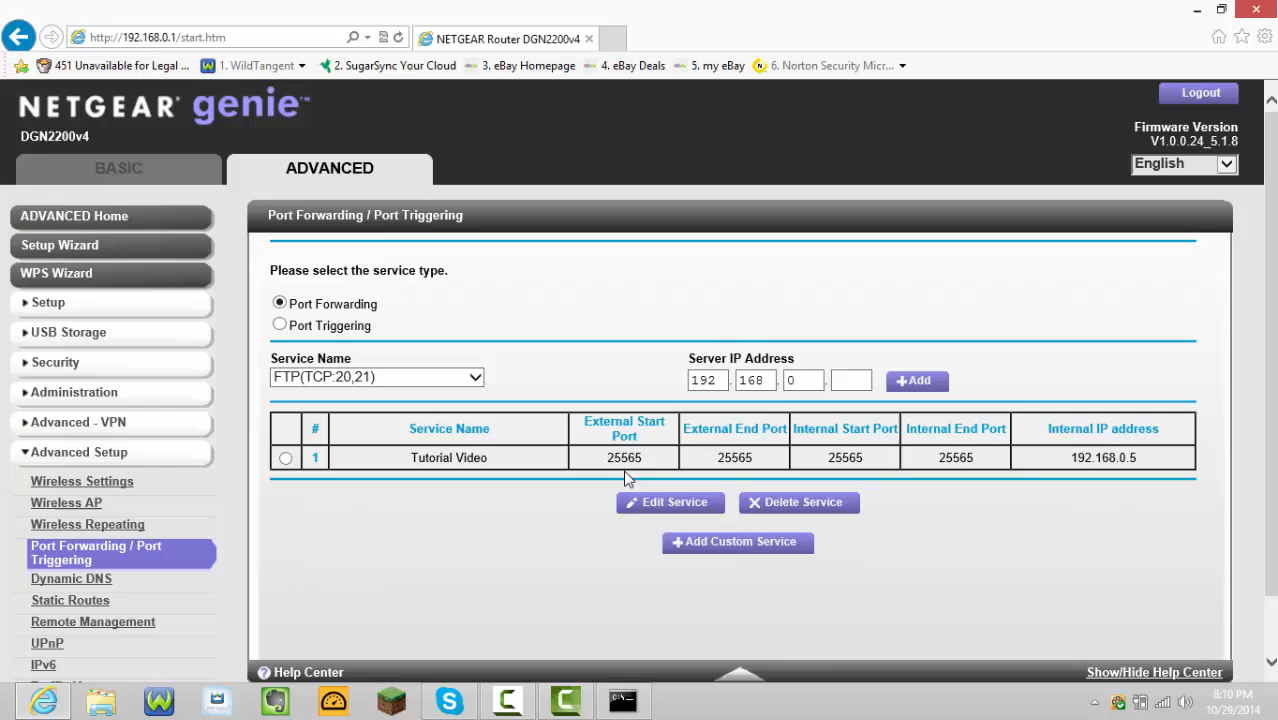 http://192.168.0.1/start.htm
NETGEAR Router DGN2200v4
451 Unavailable for Legal ...
1. WildTangent
2. SugarSync Your Cloud
3. eBay Homepage
4. eBay Deals
5. my eBay
6. Norton Security Micr...
NETGEAR® genie™
DGN2200v4
Logout
Firmware Version
V1.0.0.24_5.1.8
English
BASIC
ADVANCED
ADVANCED Home
Setup Wizard
WPS Wizard
Setup
USB Storage
Security
Administration
Advanced - VPN
Advanced Setup
Wireless Settings
Wireless AP
Wireless Repeating
Port Forwarding / Port
Triggering
Dynamic DNS
Static Routes
Remote Management
UPnP
IPv6
Port Forwarding / Port Triggering
Please select the service type.
Port Forwarding
Port Triggering
Service Name
FTP(TCP:20,21)
Server IP Address
192 . 168 . 0 .
Add
# Service Name External Start Port External End Port Internal Start Port Internal End Port Internal IP address
1 Tutorial Video 25565 25565 25565 25565 192.168.0.5
Edit Service
Delete Service
Add Custom Service
Help Center
Show/Hide Help Center
8:10 PM
10/29/2014